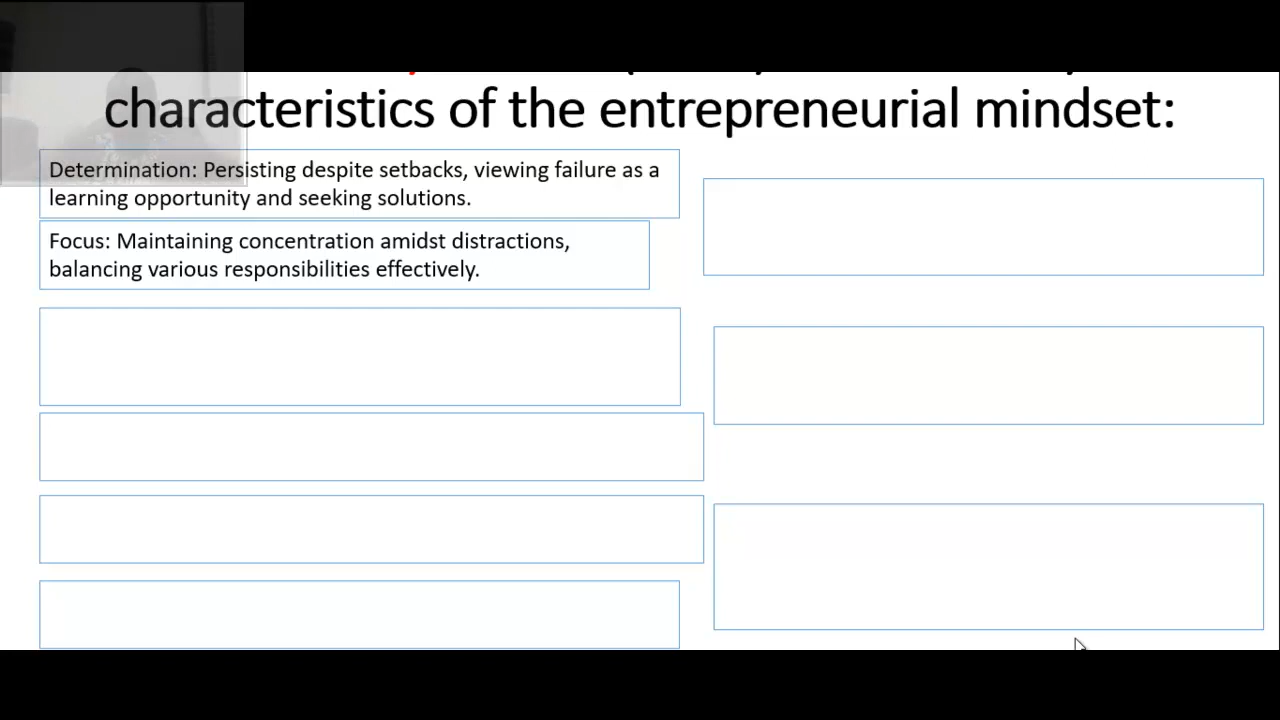 characteristics of the entrepreneurial mindset:
Determination: Persisting despite setbacks, viewing failure as a
learning opportunity and seeking solutions.
Focus: Maintaining concentration amidst distractions,
balancing various responsibilities effectively.